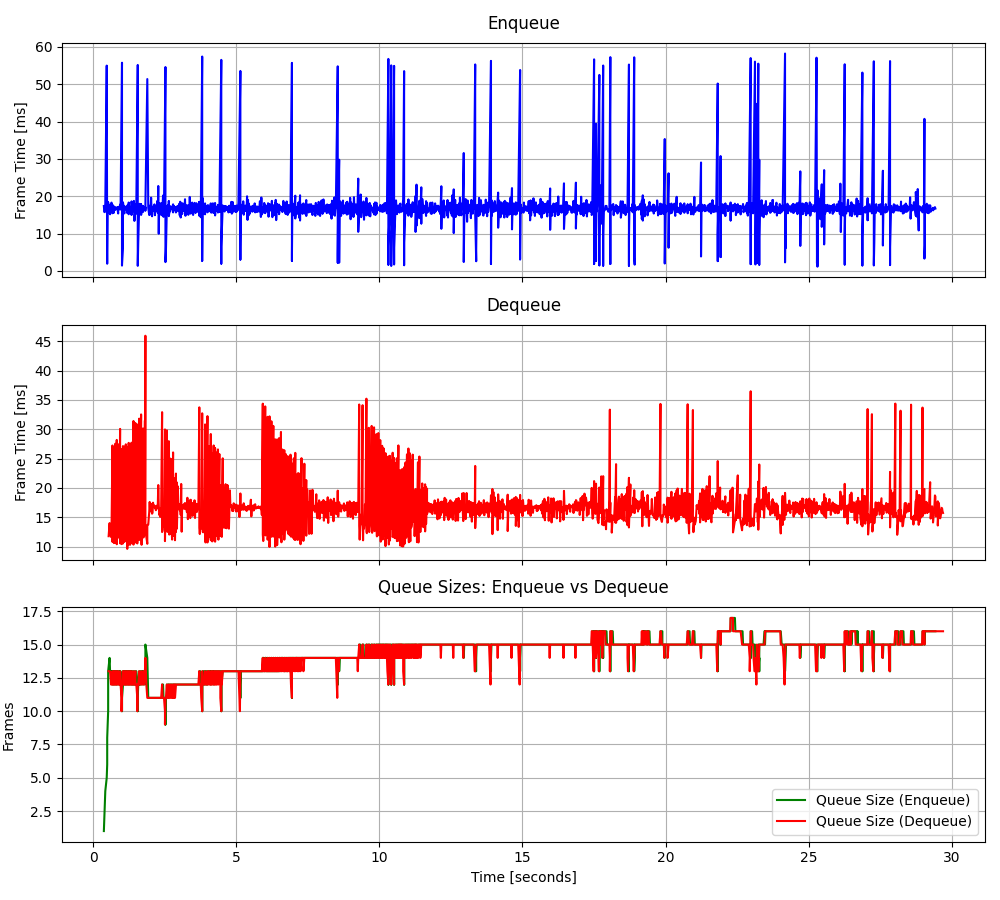 Enqueue
Frame Time [ms]
60
50
40
30
20
10
0
Dequeue
Frame Time [ms]
45
40
35
30
25
20
15
10
Queue Sizes: Enqueue vs Dequeue
Frames
17.5
15.0
12.5
10.0
7.5
5.0
2.5
Queue Size (Enqueue)
Queue Size (Dequeue)
0 5 10 15 20 25 30
Time [seconds]